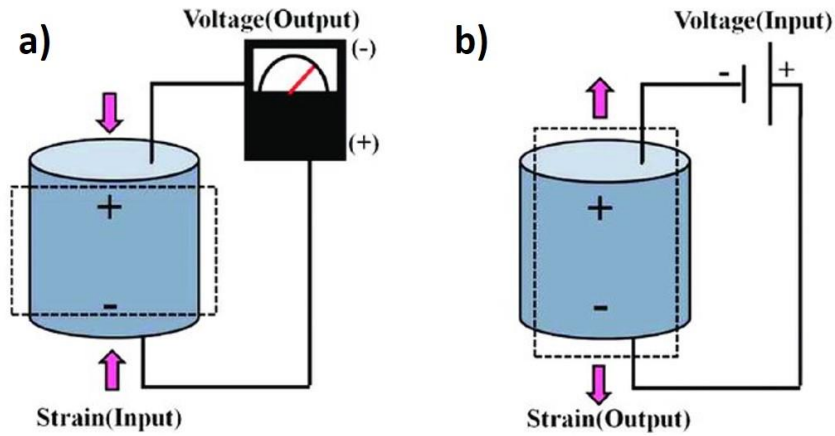 a)
Voltage(Output)
(-)
(+)
+
-
Strain(Input)
b)
Voltage(Input)
- +
+
-
Strain(Output)